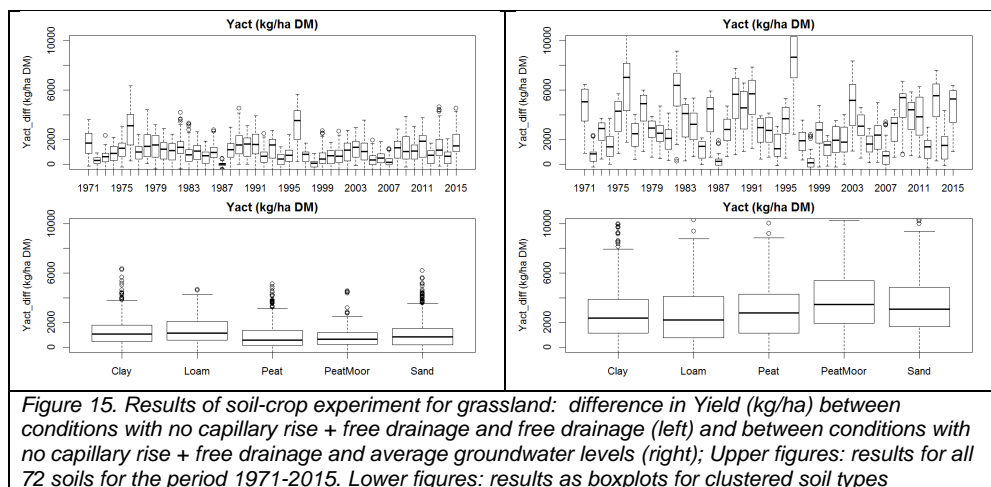 Yact (kg/ha DM)
Yact_diff (kg/ha DM)
0 2000 6000 10000
1971 1975 1979 1983 1987 1991 1995 1999 2003 2007 2011 2015
Yact (kg/ha DM)
Yact_diff (kg/ha DM)
0 2000 6000 10000
1971 1975 1979 1983 1987 1991 1995 1999 2003 2007 2011 2015
Yact (kg/ha DM)
Yact_diff (kg/ha DM)
0 2000 6000 10000
Clay Loam Peat PeatMoor Sand
Yact (kg/ha DM)
Yact_diff (kg/ha DM)
0 2000 6000 10000
Clay Loam Peat PeatMoor Sand
Figure 15. Results of soil-crop experiment for grassland: difference in Yield (kg/ha) between
conditions with no capillary rise + free drainage and free drainage (left) and between conditions with
no capillary rise + free drainage and average groundwater levels (right); Upper figures: results for all
72 soils for the period 1971-2015. Lower figures: results as boxplots for clustered soil types